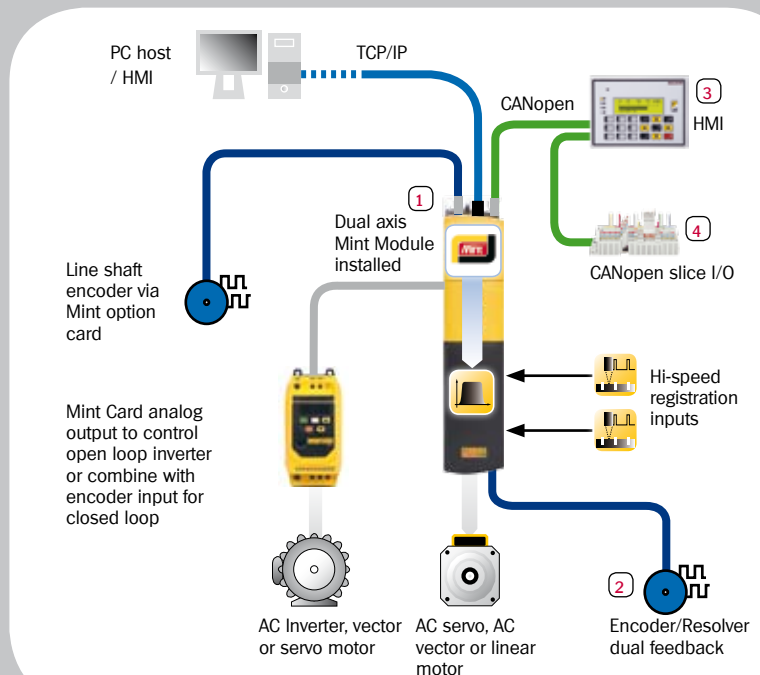 PC host
/ HMI
TCP/IP
CANopen
3
HMI
1
Dual axis
Mint Module
installed
Mint
4
CANopen slice I/O
Line shaft
encoder via
Mint option
card
Hi-speed
registration
inputs
Mint Card analog
output to control
open loop inverter
or combine with
encoder input for
closed loop
2
AC Inverter, vector
or servo motor
AC servo, AC
vector or linear
motor
Encoder/Resolver
dual feedback